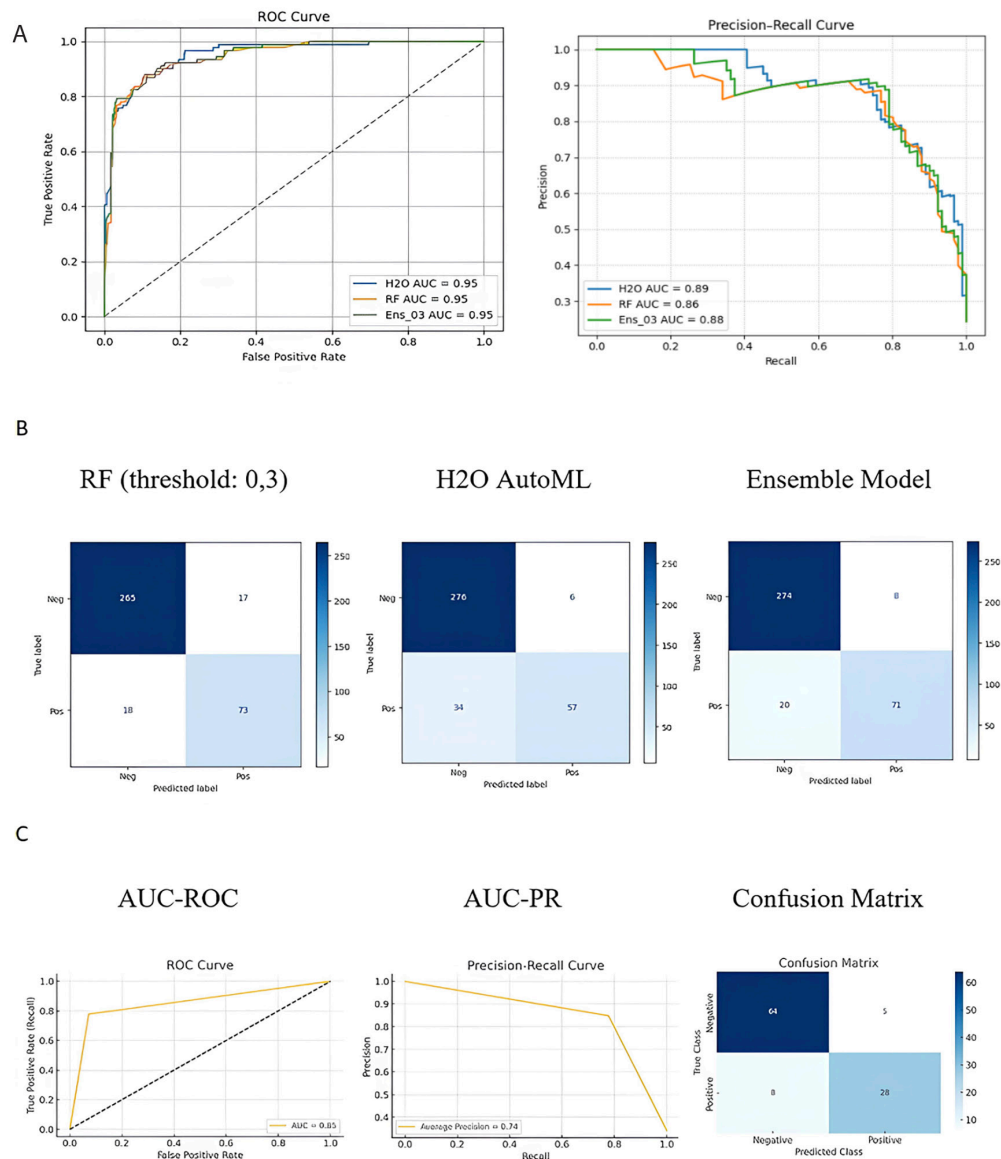 A
ROC Curve
True Positive Rate
1.0
0.8
0.6
0.4
0.2
0.0
0.0 0.2 0.4 0.6 0.8 1.0
False Positive Rate
H2O AUC = 0.95
RF AUC = 0.95
Ens_03 AUC = 0.95
Precision–Recall Curve
Precision
1.0
0.9
0.8
0.7
0.6
0.5
0.4
0.3
0.0 0.2 0.4 0.6 0.8 1.0
Recall
H2O AUC = 0.89
RF AUC = 0.86
Ens_03 AUC = 0.88
B
RF (threshold: 0,3)
True label
Neg
Pos
265 17
18 73
Neg Pos
Predicted label
250
200
150
100
50
H2O AutoML
True label
Neg
Pos
276 6
34 57
Neg Pos
Predicted label
250
200
150
100
50
Ensemble Model
True label
Neg
Pos
274 8
20 71
Neg Pos
Predicted label
250
200
150
100
50
C
AUC-ROC
ROC Curve
True Positive Rate (Recall)
1.0
0.8
0.6
0.4
0.2
0.0
0.0 0.2 0.4 0.6 0.8 1.0
False Positive Rate
AUC = 0.85
AUC-PR
Precision-Recall Curve
Precision
1.0
0.9
0.8
0.7
0.6
0.5
0.4
0.0 0.2 0.4 0.6 0.8 1.0
Recall
Average Precision = 0.74
Confusion Matrix
Confusion Matrix
True Class
Negative
Positive
64 5
8 28
Negative Positive
Predicted Class
60
50
40
30
20
10